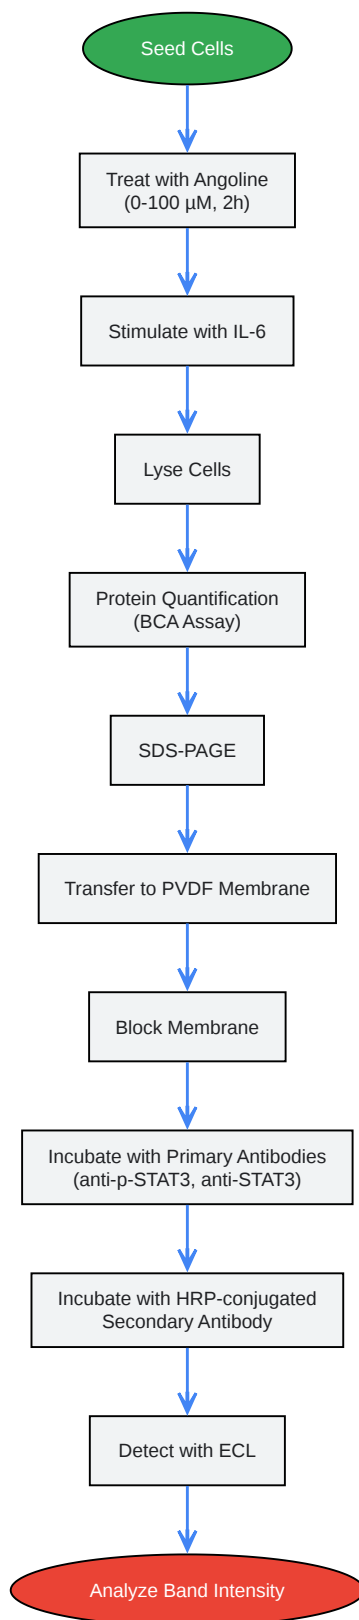 Seed Cells
Treat with Angoline
(0-100 µM, 2h)
Stimulate with IL-6
Lyse Cells
Protein Quantification
(BCA Assay)
SDS-PAGE
Transfer to PVDF Membrane
Block Membrane
Incubate with Primary Antibodies
(anti-p-STAT3, anti-STAT3)
Incubate with HRP-conjugated
Secondary Antibody
Detect with ECL
Analyze Band Intensity